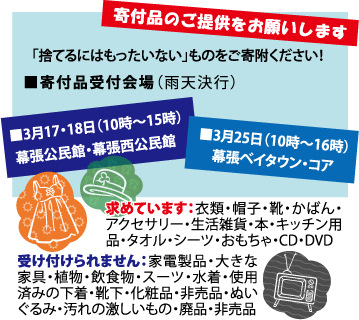 寄付品のご提供をお願いします
「捨てるにはもったいない」ものをご寄附ください！
■寄付品受付会場（雨天決行）
■3月17・18日（10時〜15時）
幕張公民館・幕張西公民館
■3月25日（10時〜16時）
幕張ベイタウン・コア
求めています：衣類・帽子・靴・かばん・
アクセサリー・生活雑貨・本・キッチン用
品・タオル・シーツ・おもちゃ・CD・DVD
受け付けられません：家電製品・大きな
家具・植物・飲食物・スーツ・水着・使用
済みの下着・靴下・化粧品・非売品・ぬい
ぐるみ・汚れの激しいもの・廃品・非売品